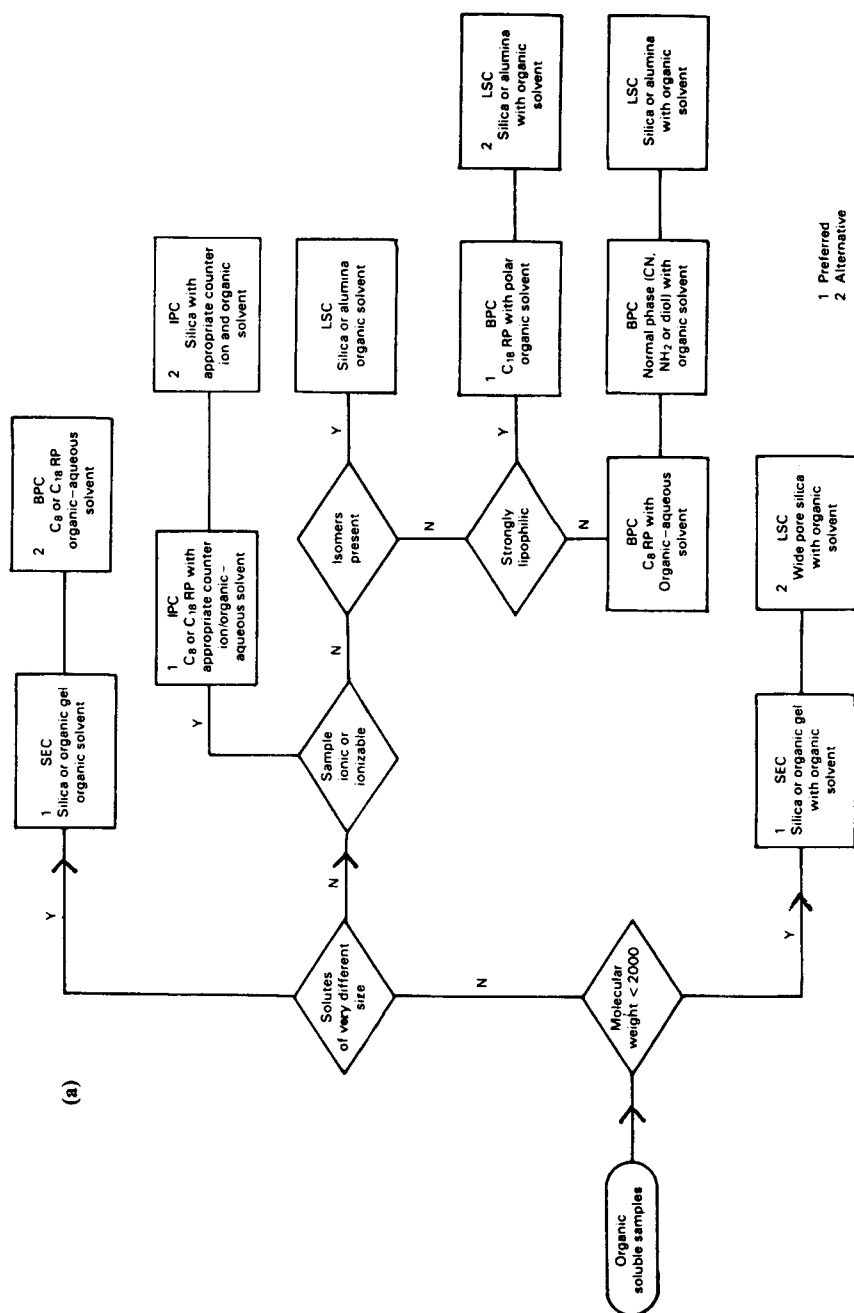 (a)
Organic
soluble samples
Molecular
weight < 2000
N
Y
Solutes
of very different
size
Y
N
1 SEC
Silica or organic gel
organic solvent
2 BPC
C₈ or C₁₈ RP
organic–aqueous
solvent
Sample
ionic or
ionizable
Y
N
1 IPC
C₈ or C₁₈ RP with
appropriate counter
ion/organic–
aqueous solvent
2 IPC
Silica with
appropriate counter
ion and organic
solvent
Isomers
present
Y
N
LSC
Silica or alumina
organic solvent
Strongly
lipophilic
Y
N
1 BPC
C₁₈ RP with polar
organic solvent
2 LSC
Silica or alumina
with organic
solvent
BPC
C₈ RP with
Organic–aqueous
solvent
BPC
Normal phase (CN,
NH₂ or diol) with
organic solvent
LSC
Silica or alumina
with organic
solvent
1 SEC
Silica or organic gel
with organic
solvent
2 LSC
Wide pore silica
with organic
solvent
1 Preferred
2 Alternative